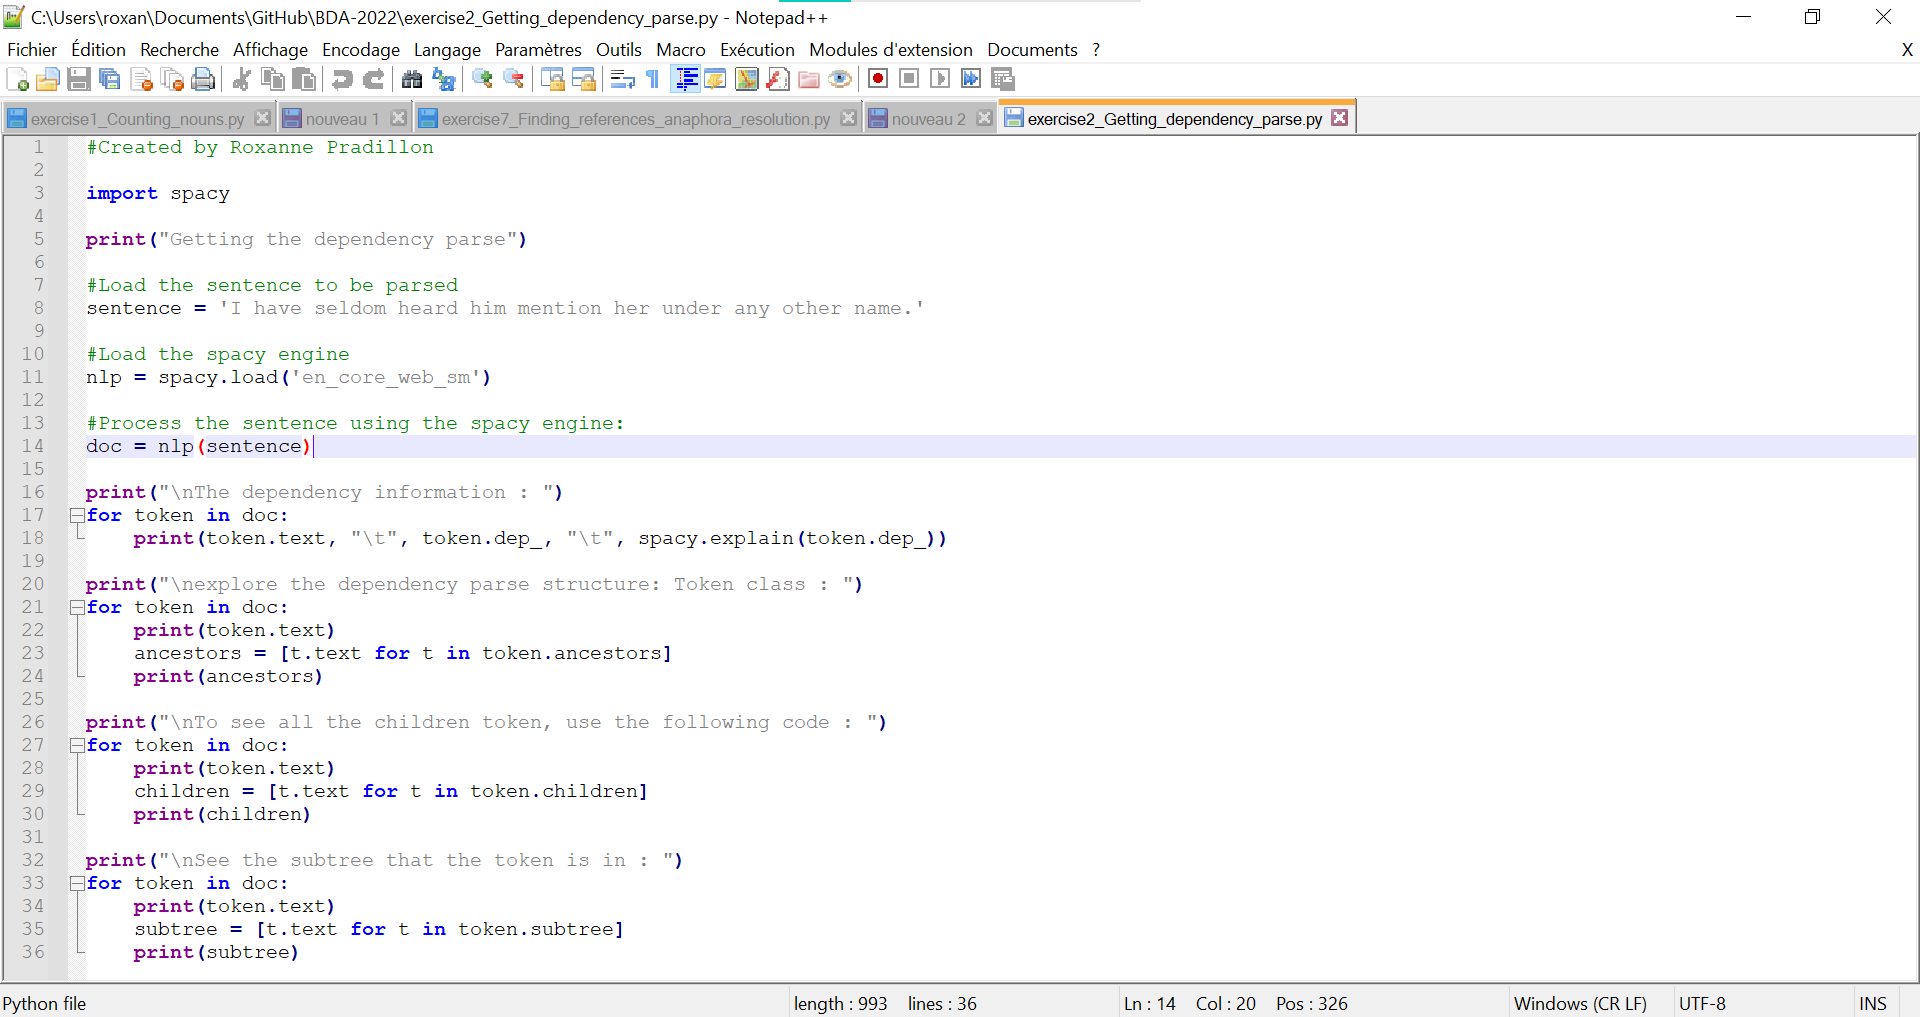 C:\Users\roxan\Documents\GitHub\BDA-2022\exercise2_Getting_dependency_parse.py - Notepad++
Fichier Édition Recherche Affichage Encodage Langage Paramètres Outils Macro Exécution Modules d'extension Documents ? X
exercise1_Counting_nouns.py nouveau 1 exercise7_Finding_references_anaphora_resolution.py nouveau 2 exercise2_Getting_dependency_parse.py
1 #Created by Roxanne Pradillon
2
3 import spacy
4
5 print("Getting the dependency parse")
6
7 #Load the sentence to be parsed
8 sentence = 'I have seldom heard him mention her under any other name.'
9
10 #Load the spacy engine
11 nlp = spacy.load('en_core_web_sm')
12
13 #Process the sentence using the spacy engine:
14 doc = nlp(sentence)
15
16 print("\nThe dependency information : ")
17 for token in doc:
18     print(token.text, "\t", token.dep_, "\t", spacy.explain(token.dep_))
19
20 print("\nexplore the dependency parse structure: Token class : ")
21 for token in doc:
22     print(token.text)
23     ancestors = [t.text for t in token.ancestors]
24     print(ancestors)
25
26 print("\nTo see all the children token, use the following code : ")
27 for token in doc:
28     print(token.text)
29     children = [t.text for t in token.children]
30     print(children)
31
32 print("\nSee the subtree that the token is in : ")
33 for token in doc:
34     print(token.text)
35     subtree = [t.text for t in token.subtree]
36     print(subtree)
Python file length : 993 lines : 36 Ln : 14 Col : 20 Pos : 326 Windows (CR LF) UTF-8 INS